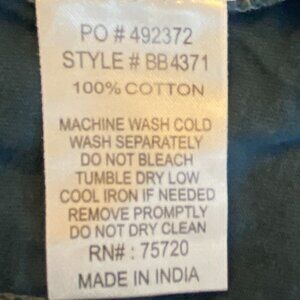 PO # 492372
STYLE # BB4371
100% COTTON
MACHINE WASH COLD
WASH SEPARATELY
DO NOT BLEACH
TUMBLE DRY LOW
COOL IRON IF NEEDED
REMOVE PROMPTLY
DO NOT DRY CLEAN
RN# : 75720
MADE IN INDIA